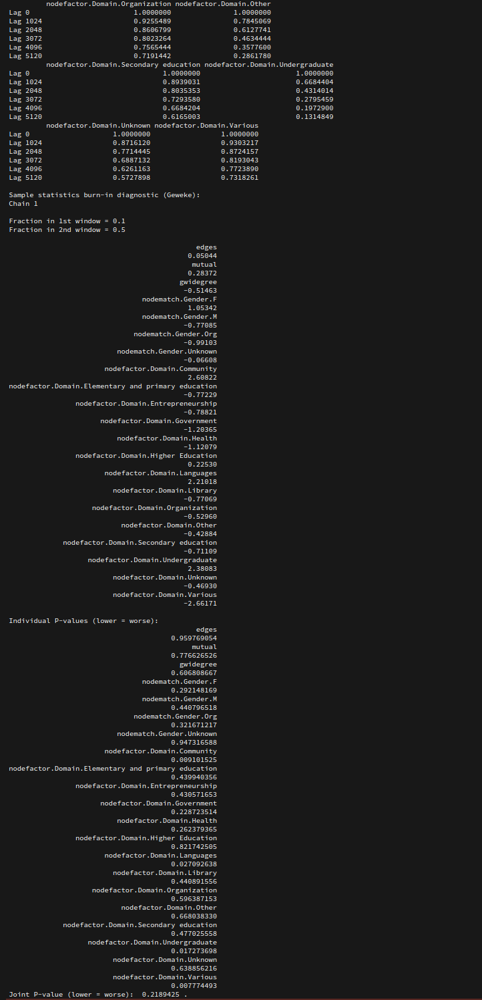 nodefactor.Domain.Organization nodefactor.Domain.Other
Lag 0 1.0000000 1.0000000
Lag 1024 0.9255489 0.7845069
Lag 2048 0.8606799 0.6127741
Lag 3072 0.8023264 0.4634444
Lag 4096 0.7565444 0.3577600
Lag 5120 0.7191442 0.2861780
nodefactor.Domain.Secondary education nodefactor.Domain.Undergraduate
Lag 0 1.0000000 1.0000000
Lag 1024 0.8939031 0.6684404
Lag 2048 0.8035353 0.4314014
Lag 3072 0.7293580 0.2795459
Lag 4096 0.6684204 0.1972900
Lag 5120 0.6165003 0.1314849
nodefactor.Domain.Unknown nodefactor.Domain.Various
Lag 0 1.0000000 1.0000000
Lag 1024 0.8716120 0.9303217
Lag 2048 0.7714445 0.8724157
Lag 3072 0.6887132 0.8193043
Lag 4096 0.6261163 0.7723890
Lag 5120 0.5727898 0.7318261
Sample statistics burn-in diagnostic (Geweke):
Chain 1
Fraction in 1st window = 0.1
Fraction in 2nd window = 0.5
edges
0.05044
mutual
0.28372
gwidegree
-0.51463
nodematch.Gender.F
1.05342
nodematch.Gender.M
-0.77085
nodematch.Gender.Org
-0.99103
nodematch.Gender.Unknown
-0.06608
nodefactor.Domain.Community
2.60822
nodefactor.Domain.Elementary and primary education
-0.77229
nodefactor.Domain.Entrepreneurship
-0.78821
nodefactor.Domain.Government
-1.20365
nodefactor.Domain.Health
-1.12079
nodefactor.Domain.Higher Education
0.22530
nodefactor.Domain.Languages
2.21018
nodefactor.Domain.Library
-0.77069
nodefactor.Domain.Organization
-0.52960
nodefactor.Domain.Other
-0.42884
nodefactor.Domain.Secondary education
-0.71109
nodefactor.Domain.Undergraduate
2.38083
nodefactor.Domain.Unknown
-0.46930
nodefactor.Domain.Various
-2.66171
Individual P-values (lower = worse):
edges
0.959769054
mutual
0.776626526
gwidegree
0.606808667
nodematch.Gender.F
0.292148169
nodematch.Gender.M
0.440796518
nodematch.Gender.Org
0.321671217
nodematch.Gender.Unknown
0.947316588
nodefactor.Domain.Community
0.009101525
nodefactor.Domain.Elementary and primary education
0.439940356
nodefactor.Domain.Entrepreneurship
0.430571653
nodefactor.Domain.Government
0.228723514
nodefactor.Domain.Health
0.262379365
nodefactor.Domain.Higher Education
0.821742505
nodefactor.Domain.Languages
0.027092638
nodefactor.Domain.Library
0.440891556
nodefactor.Domain.Organization
0.596387153
nodefactor.Domain.Other
0.668038330
nodefactor.Domain.Secondary education
0.477025558
nodefactor.Domain.Undergraduate
0.017273698
nodefactor.Domain.Unknown
0.638856216
nodefactor.Domain.Various
0.007774493
Joint P-value (lower = worse): 0.2189425 .